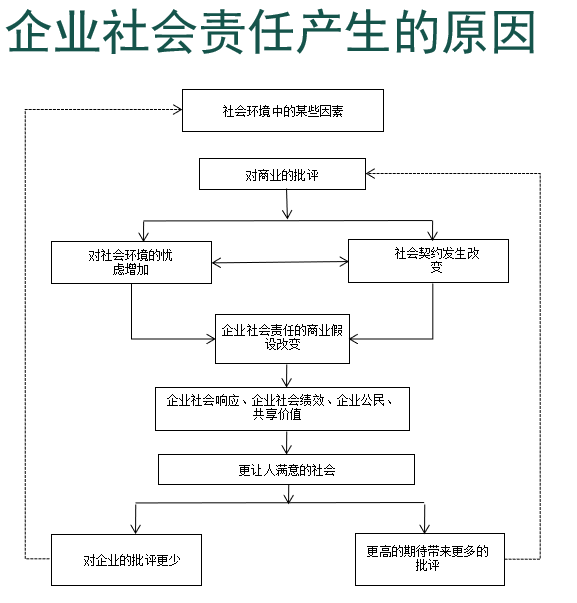 企业社会责任产生的原因
社会环境中的某些因素
对商业的批评
对社会环境的忧
虑增加
社会契约发生改
变
企业社会责任的商业假
设改变
企业社会响应、企业社会绩效、企业公民、
共享价值
更让人满意的社会
对企业的批评更少
更高的期待带来更多的
批评